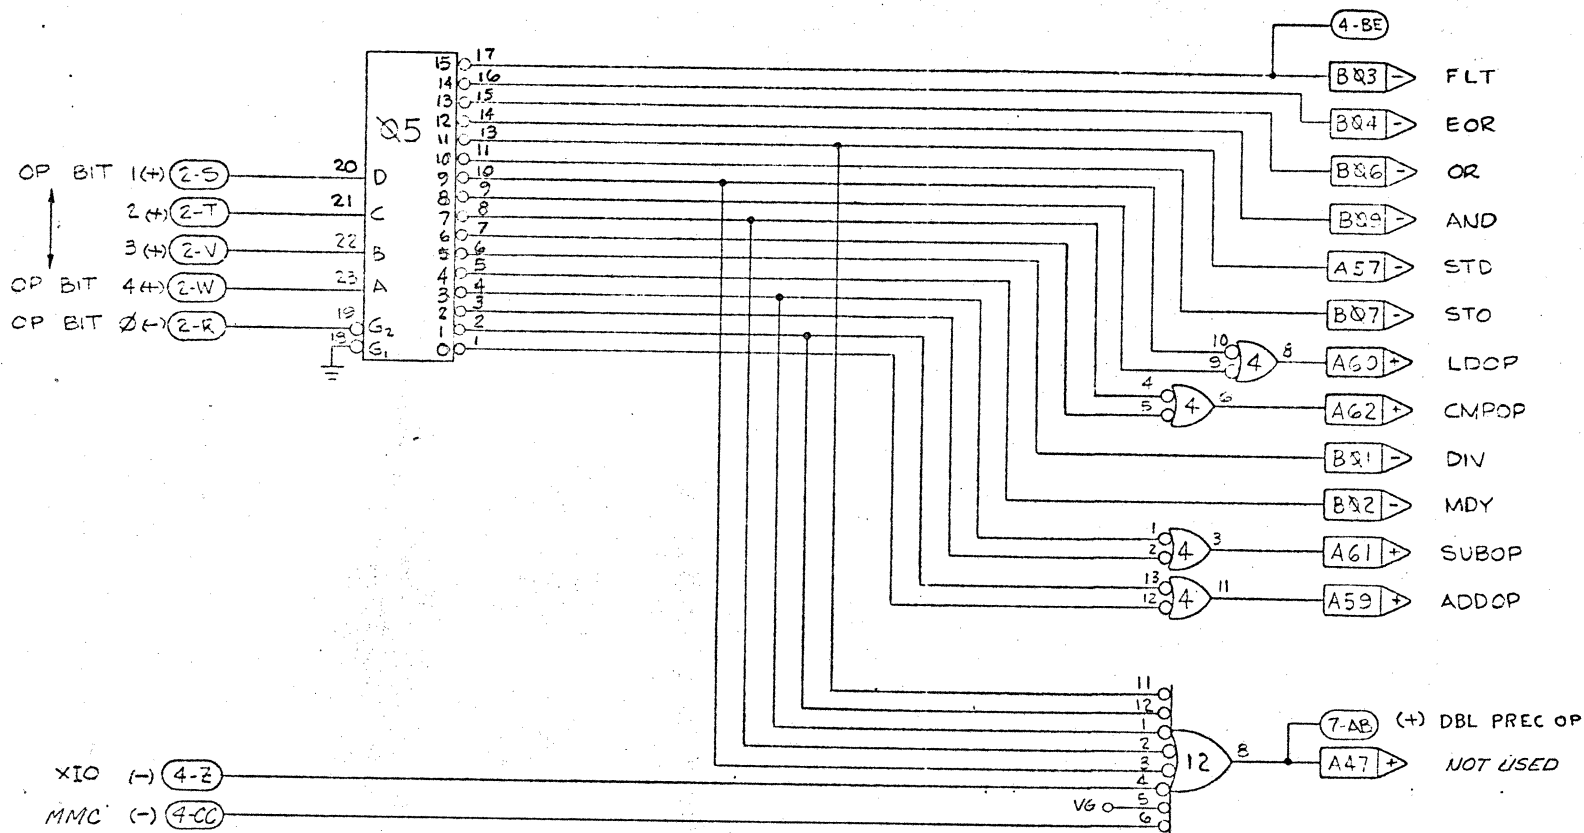 4-BE
15 17 BØ3 - FLT
14 16 BØ4 - EOR
13 15 BØ6 - OR
12 14 BØ9 - AND
11 13 A57 - STD
10 11 BØ7 - STO
Ø5
OP BIT 1(+) 2-S 20 D
2 (+) 2-T 21 C
3 (+) 2-V 22 B
OP BIT 4(+) 2-W 23 A
OP BIT Ø(-) 2-R 19 G2
18 G1
9 10
8 9
7 8
6 7
5 6
4 5
3 4
2 3
1 2
0 1
10 9 4 8 A60 + LDOP
4 5 4 6 A62 + CMPOP
BØ1 - DIV
BØ2 - MDY
1 2 4 3 A61 + SUBOP
13 12 4 11 A59 + ADDOP
11
12
1
2
3
4
VG 5
6
12 8
7-AB (+) DBL PREC OP
A47 + NOT USED
XIO (-) 4-Z
MMC (-) 4-CC